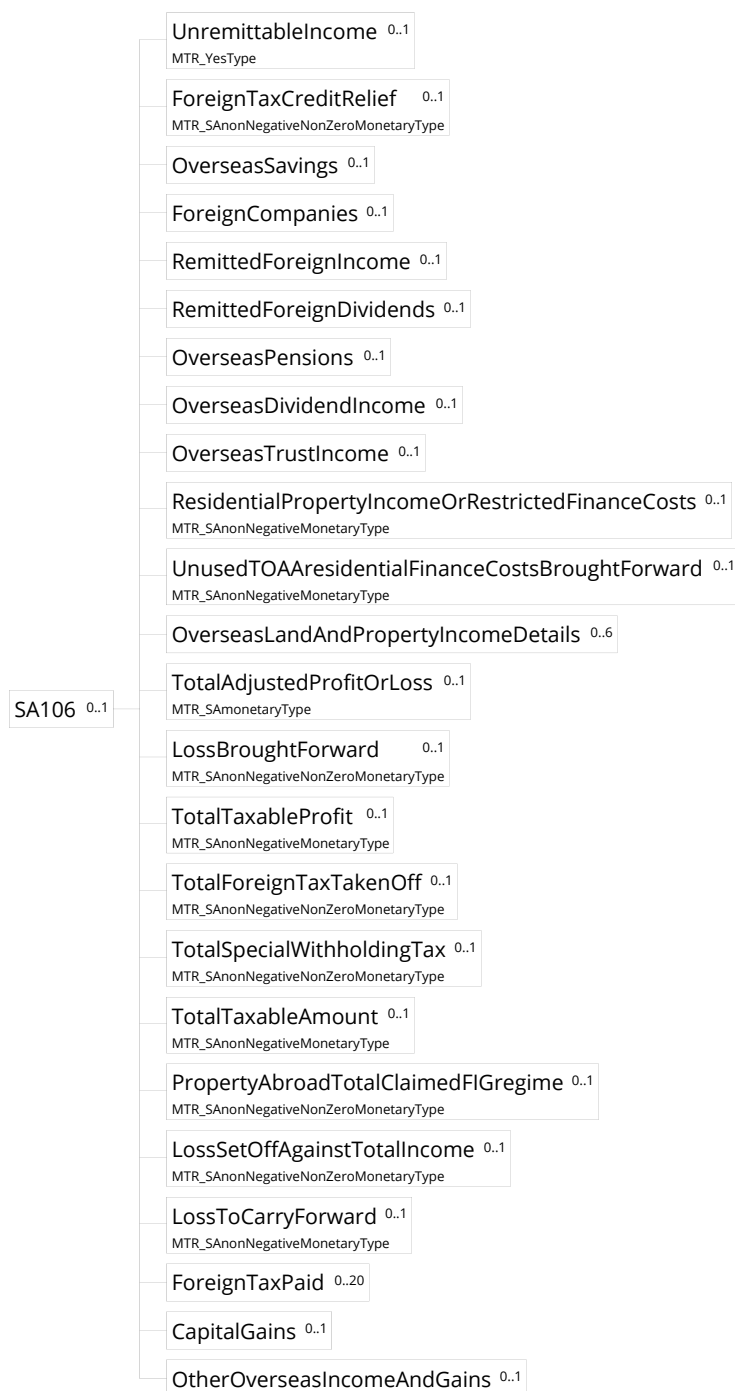 UnremittableIncome 0..1
MTR_YesType
ForeignTaxCreditRelief 0..1
MTR_SAnonNegativeNonZeroMonetaryType
OverseasSavings 0..1
ForeignCompanies 0..1
RemittedForeignIncome 0..1
RemittedForeignDividends 0..1
OverseasPensions 0..1
OverseasDividendIncome 0..1
OverseasTrustIncome 0..1
ResidentialPropertyIncomeOrRestrictedFinanceCosts 0..1
MTR_SAnonNegativeMonetaryType
UnusedTOAAresidentialFinanceCostsBroughtForward 0..1
MTR_SAnonNegativeMonetaryType
OverseasLandAndPropertyIncomeDetails 0..6
SA106 0..1
TotalAdjustedProfitOrLoss 0..1
MTR_SAmonetaryType
LossBroughtForward 0..1
MTR_SAnonNegativeNonZeroMonetaryType
TotalTaxableProfit 0..1
MTR_SAnonNegativeMonetaryType
TotalForeignTaxTakenOff 0..1
MTR_SAnonNegativeNonZeroMonetaryType
TotalSpecialWithholdingTax 0..1
MTR_SAnonNegativeNonZeroMonetaryType
TotalTaxableAmount 0..1
MTR_SAnonNegativeMonetaryType
PropertyAbroadTotalClaimedFIGregime 0..1
MTR_SAnonNegativeNonZeroMonetaryType
LossSetOffAgainstTotalIncome 0..1
MTR_SAnonNegativeNonZeroMonetaryType
LossToCarryForward 0..1
MTR_SAnonNegativeMonetaryType
ForeignTaxPaid 0..20
CapitalGains 0..1
OtherOverseasIncomeAndGains 0..1